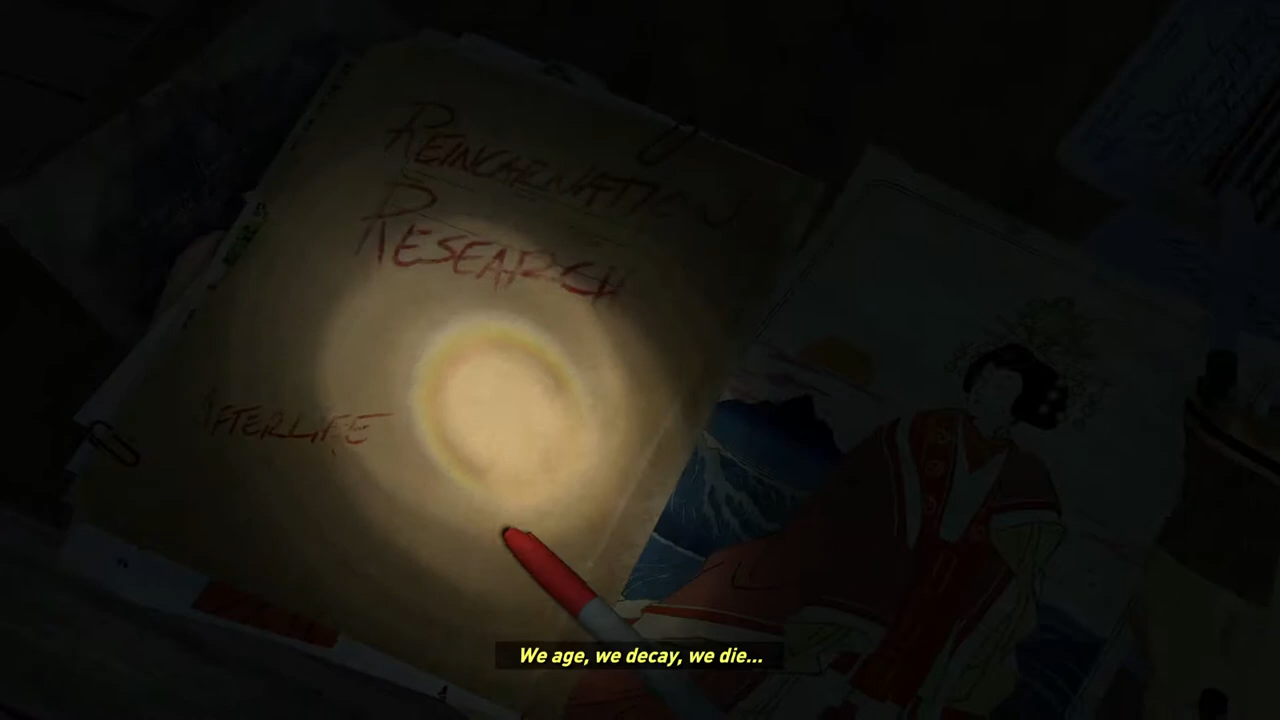 REINCARNATION
RESEARCH
AFTERLIFE
We age, we decay, we die...